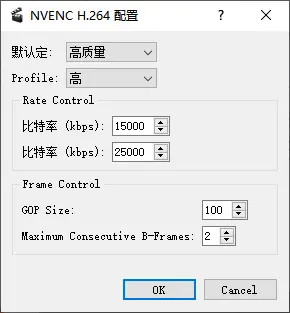 NVENC H.264 配置
默认定: 高质量
Profile: 高
Rate Control
比特率 (kbps): 15000
比特率 (kbps): 25000
Frame Control
GOP Size: 100
Maximum Consecutive B-Frames: 2
OK Cancel